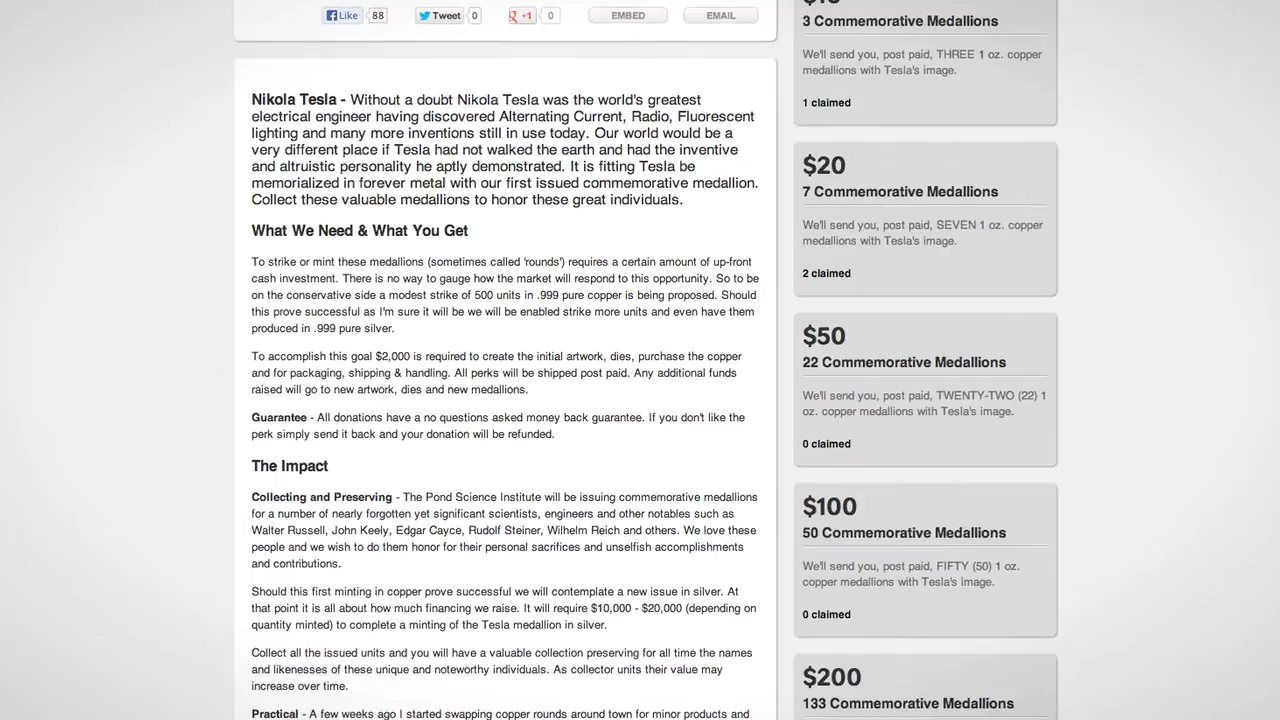 Like 88 Tweet 0 +1 0 EMBED EMAIL
Nikola Tesla - Without a doubt Nikola Tesla was the world's greatest
electrical engineer having discovered Alternating Current, Radio, Fluorescent
lighting and many more inventions still in use today. Our world would be a
very different place if Tesla had not walked the earth and had the inventive
and altruistic personality he aptly demonstrated. It is fitting Tesla be
memorialized in forever metal with our first issued commemorative medallion.
Collect these valuable medallions to honor these great individuals.
What We Need & What You Get
To strike or mint these medallions (sometimes called 'rounds') requires a certain amount of up-front
cash investment. There is no way to gauge how the market will respond to this opportunity. So to be
on the conservative side a modest strike of 500 units in .999 pure copper is being proposed. Should
this prove successful as I'm sure it will be we will be enabled strike more units and even have them
produced in .999 pure silver.
To accomplish this goal $2,000 is required to create the initial artwork, dies, purchase the copper
and for packaging, shipping & handling. All perks will be shipped post paid. Any additional funds
raised will go to new artwork, dies and new medallions.
Guarantee - All donations have a no questions asked money back guarantee. If you don't like the
perk simply send it back and your donation will be refunded.
The Impact
Collecting and Preserving - The Pond Science Institute will be issuing commemorative medallions
for a number of nearly forgotten yet significant scientists, engineers and other notables such as
Walter Russell, John Keely, Edgar Cayce, Rudolf Steiner, Wilhelm Reich and others. We love these
people and we wish to do them honor for their personal sacrifices and unselfish accomplishments
and contributions.
Should this first minting in copper prove successful we will contemplate a new issue in silver. At
that point it is all about how much financing we raise. It will require $10,000 - $20,000 (depending on
quantity minted) to complete a minting of the Tesla medallion in silver.
Collect all the issued units and you will have a valuable collection preserving for all time the names
and likenesses of these unique and noteworthy individuals. As collector units their value may
increase over time.
Practical - A few weeks ago I started swapping copper rounds around town for minor products and
3 Commemorative Medallions
We'll send you, post paid, THREE 1 oz. copper
medallions with Tesla's image.
1 claimed
$20
7 Commemorative Medallions
We'll send you, post paid, SEVEN 1 oz. copper
medallions with Tesla's image.
2 claimed
$50
22 Commemorative Medallions
We'll send you, post paid, TWENTY-TWO (22) 1
oz. copper medallions with Tesla's image.
0 claimed
$100
50 Commemorative Medallions
We'll send you, post paid, FIFTY (50) 1 oz.
copper medallions with Tesla's image.
0 claimed
$200
133 Commemorative Medallions